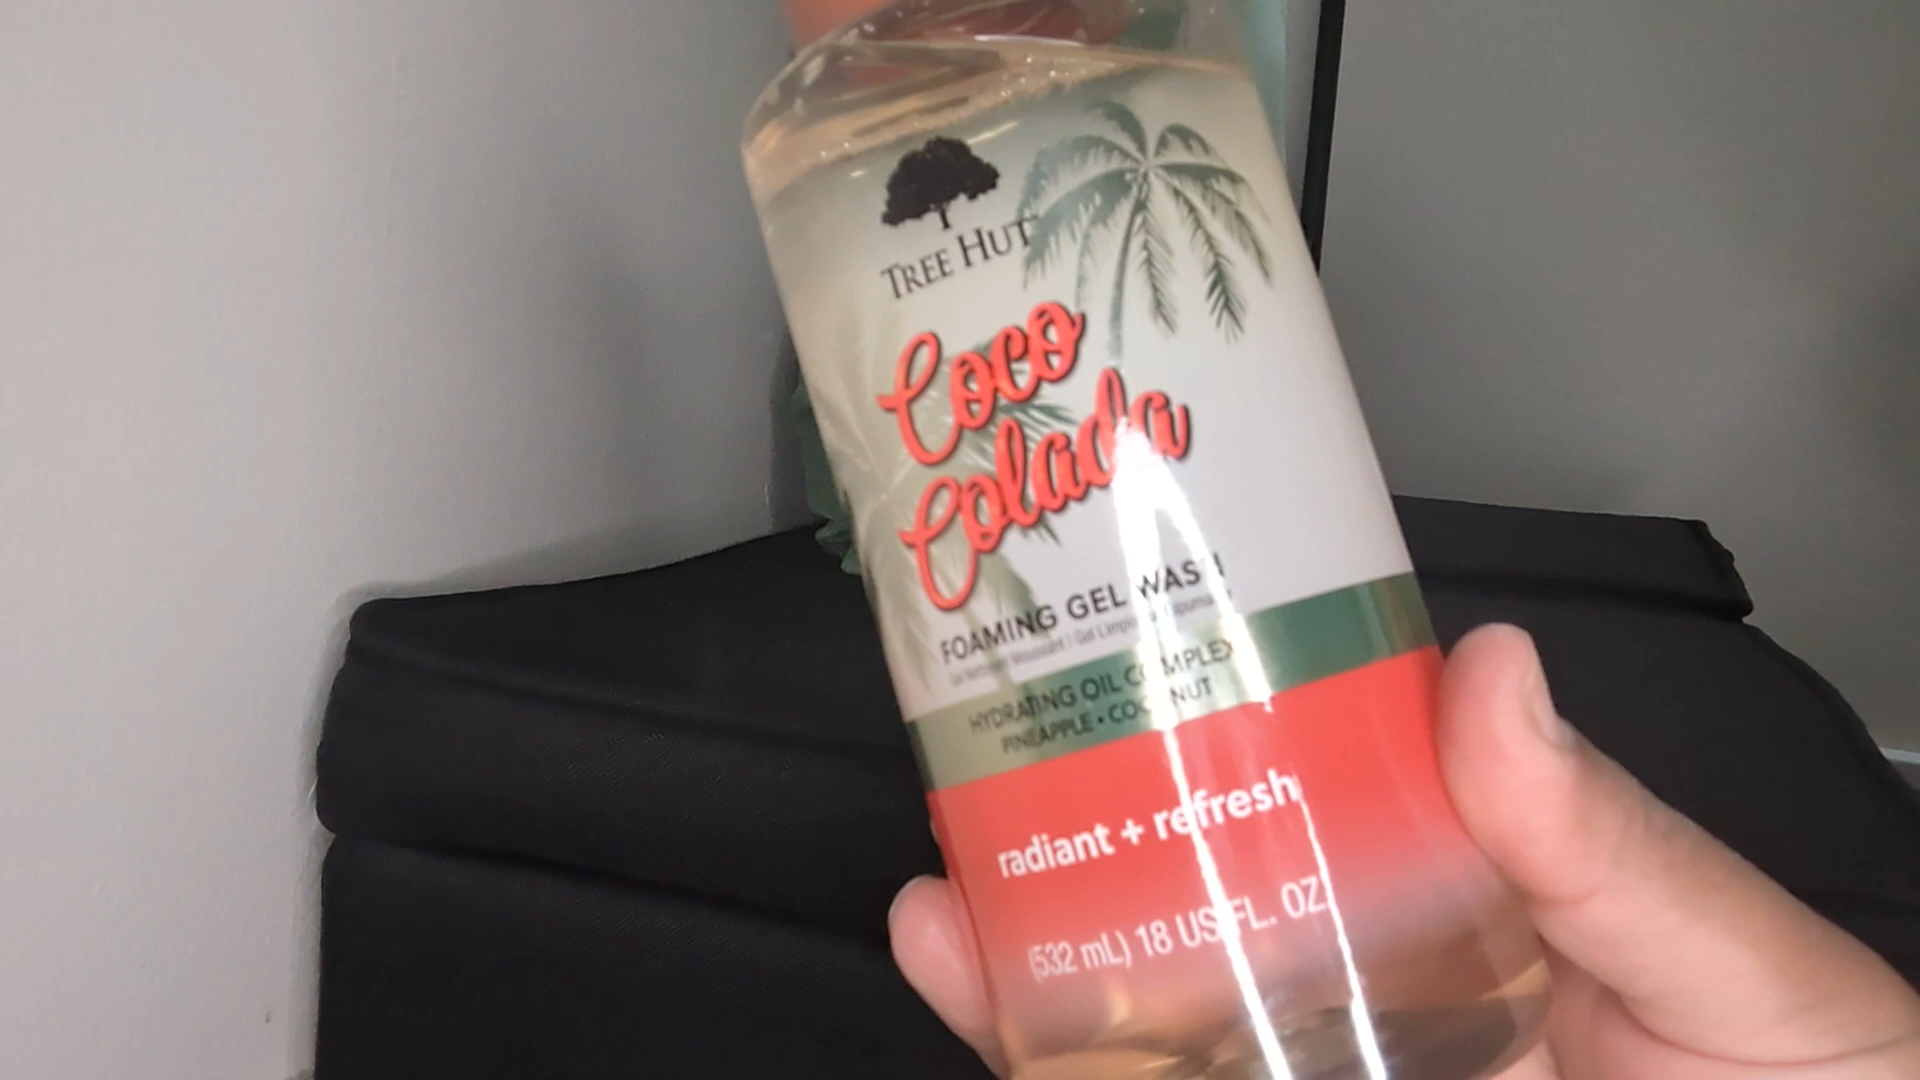 TREE HUT
Coco
Colada
FOAMING GEL WASH
Gel
HYDRATING OIL COMPLEX
PINEAPPLE • COCONUT
radiant + refresh
(532 mL) 18 US FL. OZ.